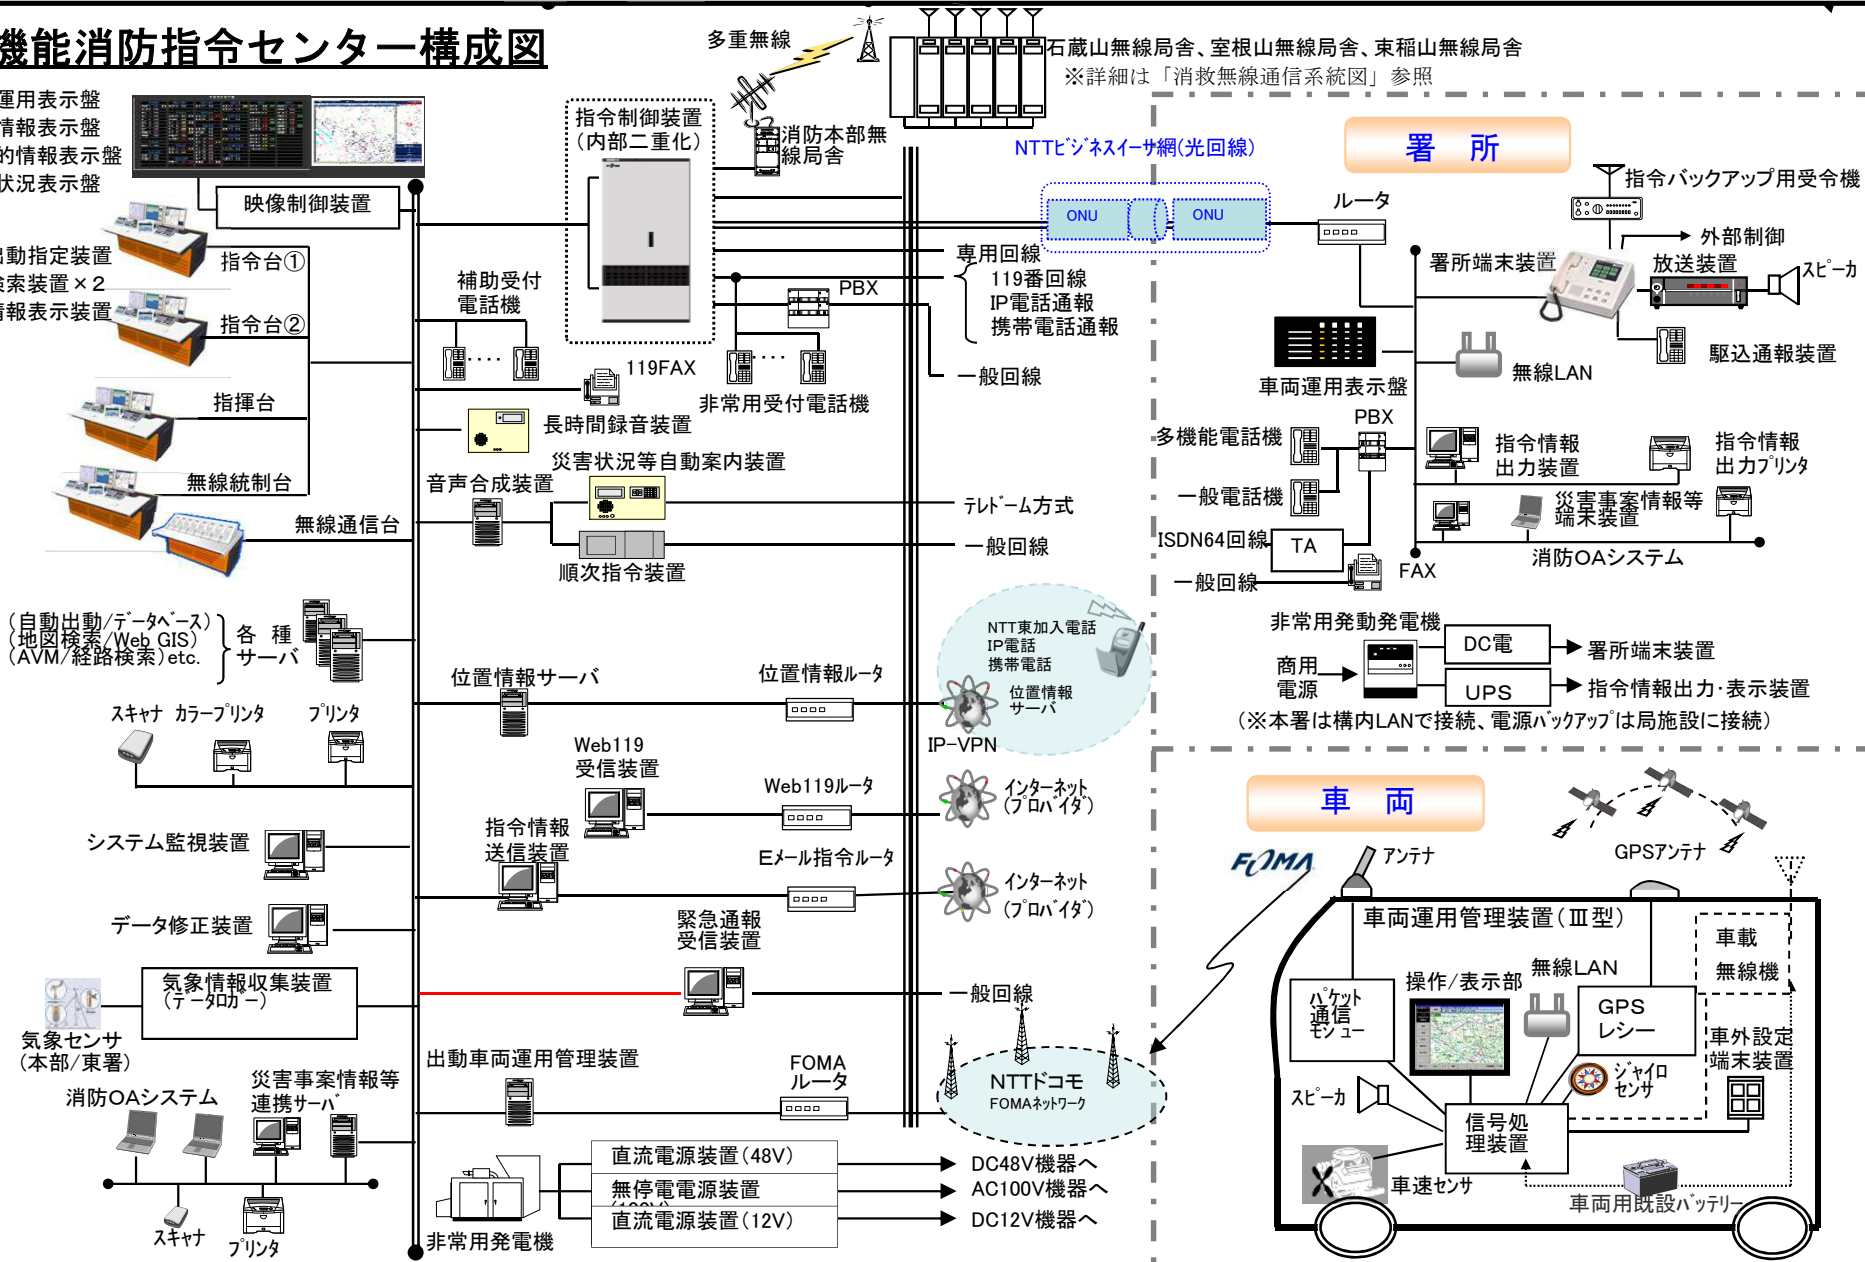 機能消防指令センター構成図
運用表示盤
情報表示盤
的情報表示盤
状況表示盤
映像制御装置
出動指定装置
検索装置×2
情報表示装置
指令台①
指令台②
指揮台
無線統制台
無線通信台
(自動出動/データベース)
(地図検索/Web GIS)
(AVM/経路検索)etc.
各種
サーバ
スキャナ
カラープリンタ
プリンタ
システム監視装置
データ修正装置
気象情報収集装置
(データロガー)
気象センサ
(本部/東署)
消防OAシステム
災害事案情報等
連携サーバ
スキャナ
プリンタ
多重無線
指令制御装置
(内部二重化)
消防本部無
線局舎
石蔵山無線局舎、室根山無線局舎、束稲山無線局舎
※詳細は「消救無線通信系統図」参照
NTTビジネスイーサ網(光回線)
ONU
ONU
補助受付
電話機
PBX
専用回線
119番回線
IP電話通報
携帯電話通報
一般回線
119FAX
非常用受付電話機
長時間録音装置
災害状況等自動案内装置
音声合成装置
テレドーム方式
一般回線
順次指令装置
NTT東加入電話
IP電話
携帯電話
位置情報
サーバ
IP-VPN
位置情報サーバ
位置情報ルータ
Web119
受信装置
Web119ルータ
インターネット
(プロバイダ)
指令情報
送信装置
Eメール指令ルータ
インターネット
(プロバイダ)
緊急通報
受信装置
一般回線
出動車両運用管理装置
FOMA
ルータ
NTTドコモ
FOMAネットワーク
非常用発電機
直流電源装置(48V)
無停電電源装置
直流電源装置(12V)
DC48V機器へ
AC100V機器へ
DC12V機器へ
署 所
ルータ
指令バックアップ用受令機
外部制御
署所端末装置
放送装置
スピーカ
車両運用表示盤
無線LAN
駆込通報装置
多機能電話機
PBX
指令情報
出力装置
指令情報
出力プリンタ
一般電話機
災害事案情報等
端末装置
ISDN64回線
TA
一般回線
FAX
消防OAシステム
非常用発動発電機
商用
電源
DC電
UPS
署所端末装置
指令情報出力・表示装置
(※本署は構内LANで接続、電源バックアップは局施設に接続)
車 両
FOMA
アンテナ
GPSアンテナ
車両運用管理装置(Ⅲ型)
車載
無線機
パケット
通信
モジュー
操作/表示部
無線LAN
GPS
レシー
車外設定
端末装置
ジャイロ
センサ
スピーカ
信号処
理装置
車速センサ
車両用既設バッテリー